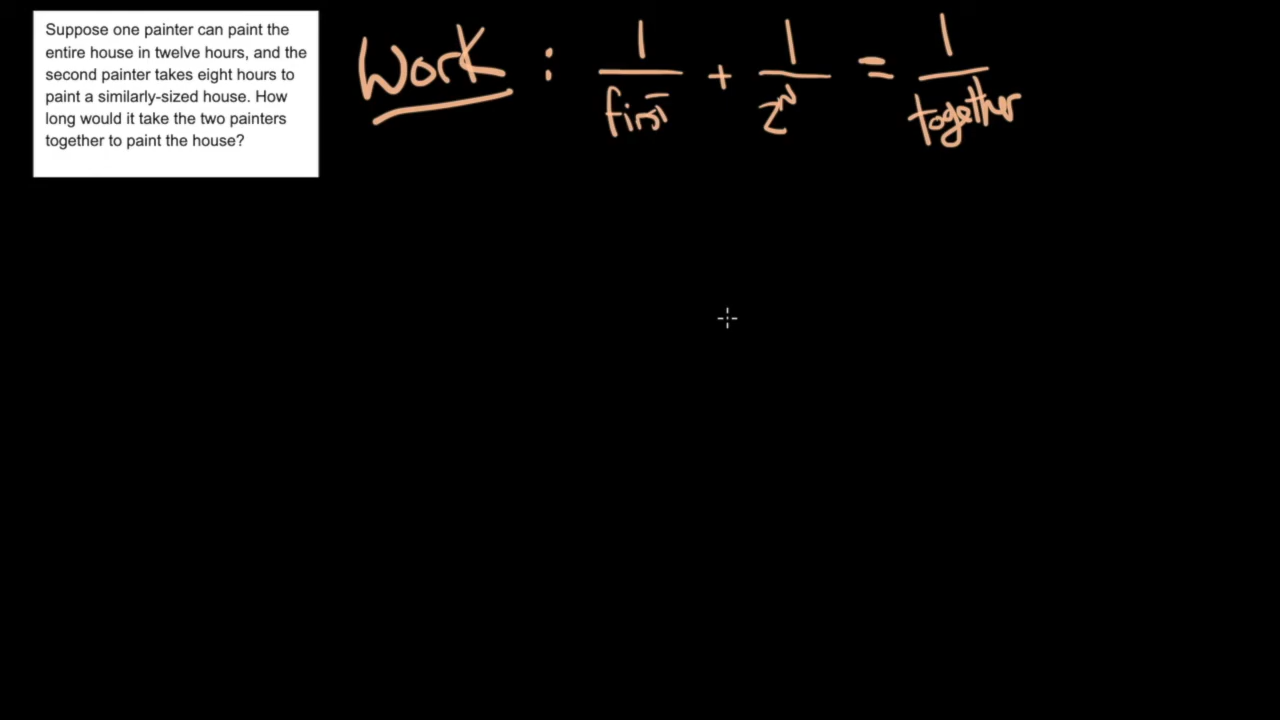 Suppose one painter can paint the
entire house in twelve hours, and the
second painter takes eight hours to
paint a similarly-sized house. How
long would it take the two painters
together to paint the house?
Work : 1/first + 1/2nd = 1/together